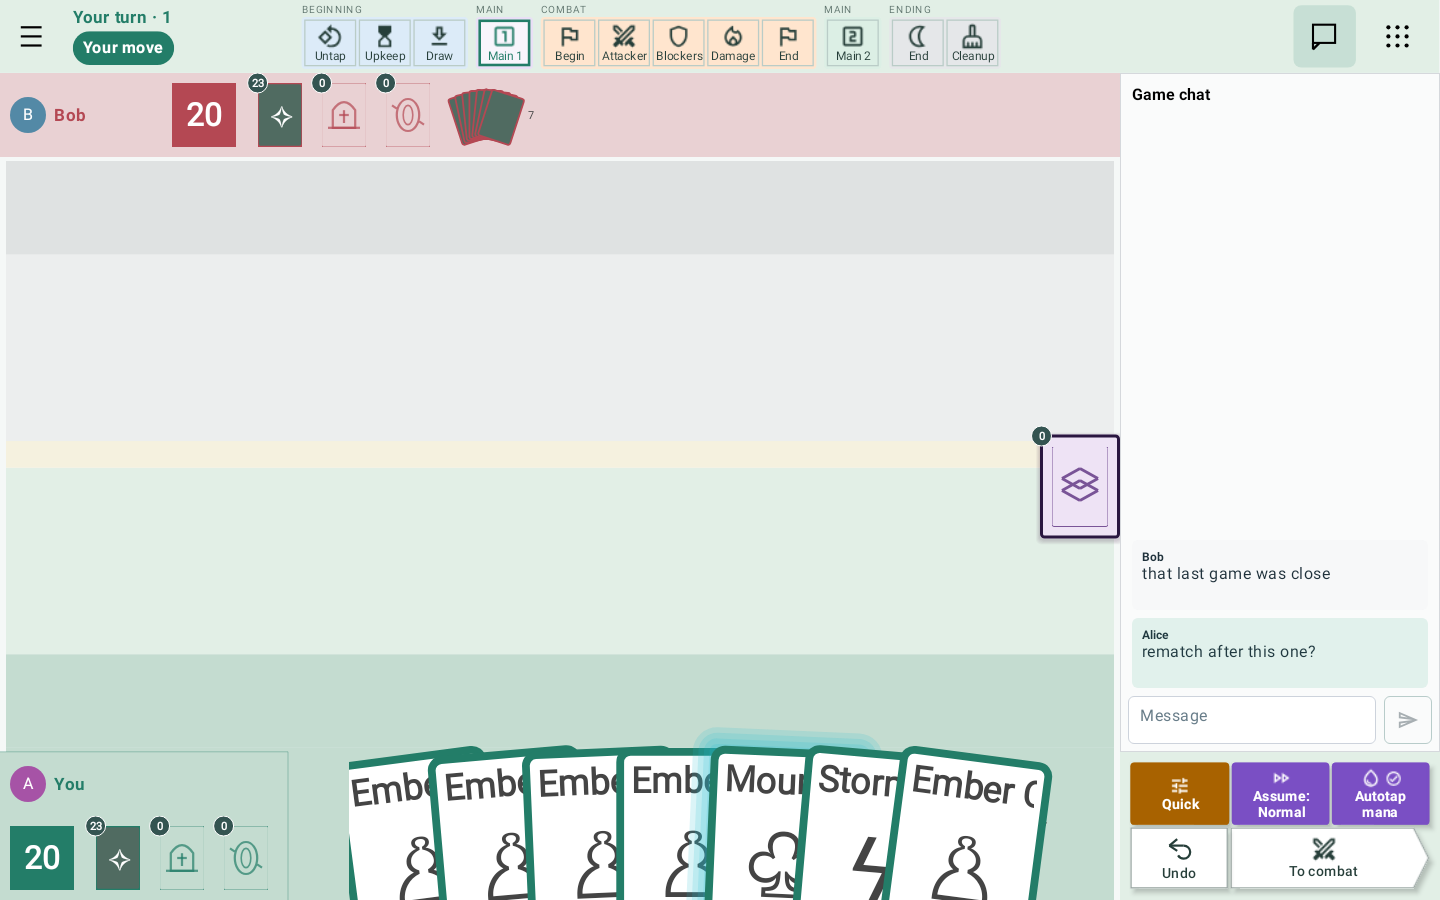 Your turn · 1
Your move
BEGINNING
Untap
Upkeep
Draw
MAIN
1
Main 1
COMBAT
Begin
Attacker
Blockers
Damage
End
MAIN
2
Main 2
ENDING
End
Cleanup
B
Bob
20
23
0
0
7
Game chat
0
Bob
that last game was close
Alice
rematch after this one?
Message
A
You
20
23
0
0
Ember
Quick
Assume:
Normal
Autotap
mana
Undo
To combat